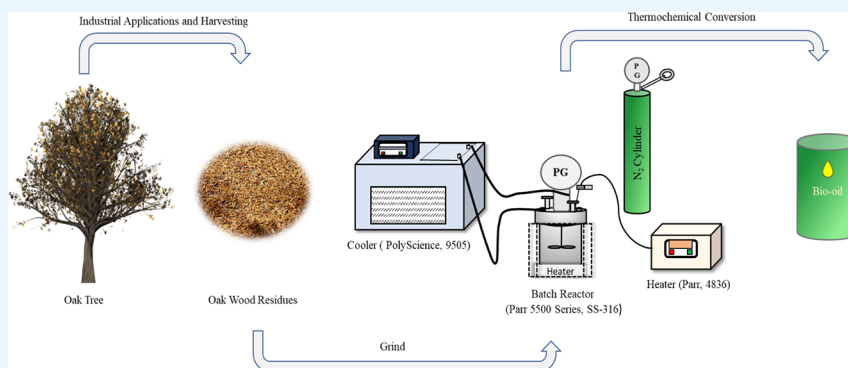 Industrial Applications and Harvesting
Thermochemical Conversion
P
G
N2 Cylinder
PG
Bio-oil
Cooler ( PolyScience, 9505)
Heater
Heater (Parr, 4836)
Oak Tree
Oak Wood Residues
Batch Reactor
(Parr 5500 Series, SS-316)
Grind